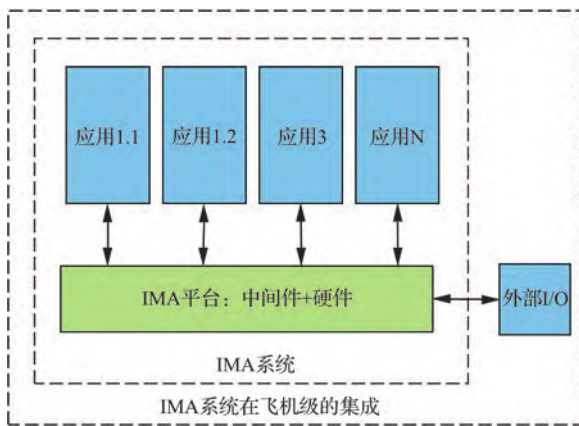 应用1.1
应用1.2
应用3
应用N
IMA平台：中间件+硬件
外部I/O
IMA系统
IMA系统在飞机级的集成